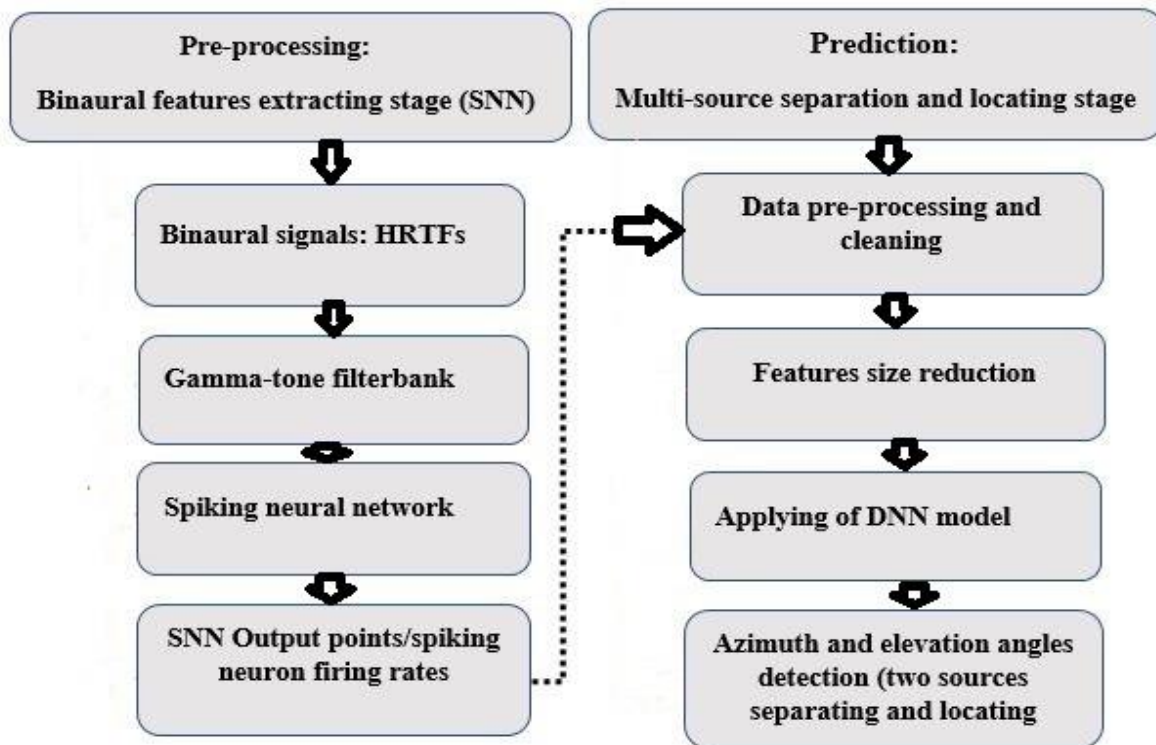 Pre-processing:
Binaural features extracting stage (SNN)
Binaural signals: HRTFs
Gamma-tone filterbank
Spiking neural network
SNN Output points/spiking
neuron firing rates
Prediction:
Multi-source separation and locating stage
Data pre-processing and
cleaning
Features size reduction
Applying of DNN model
Azimuth and elevation angles
detection (two sources
separating and locating